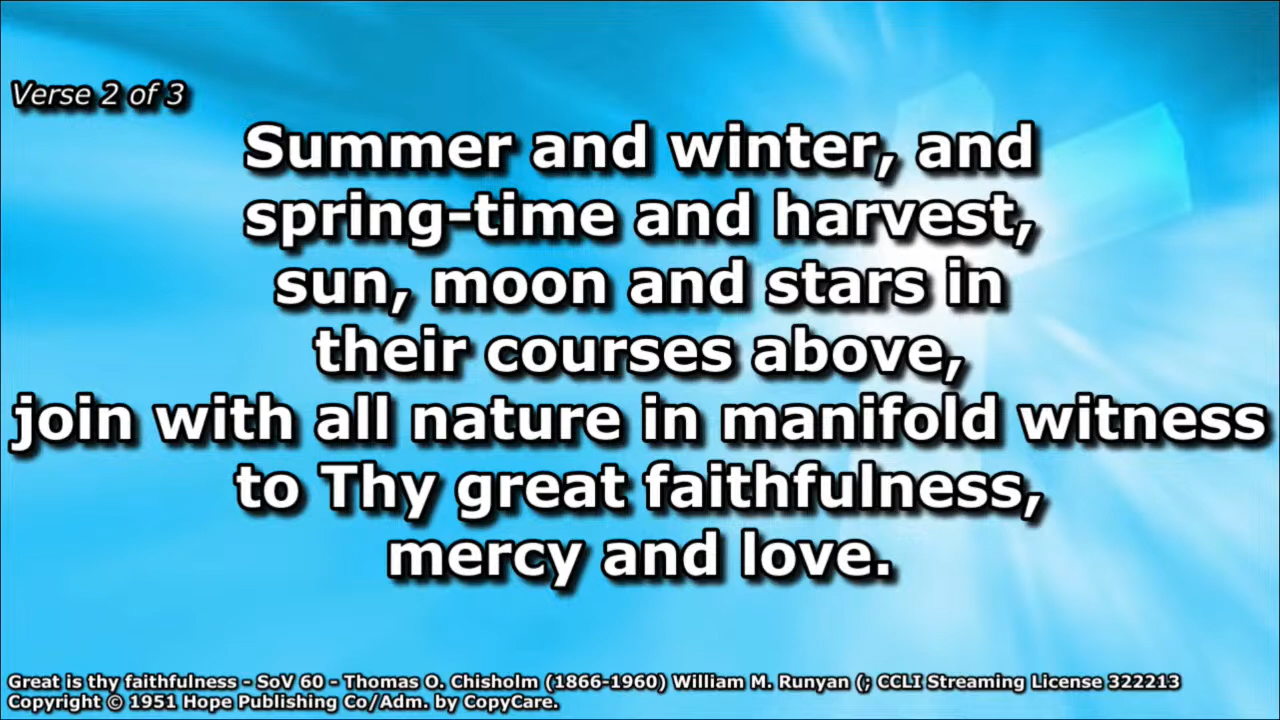 Verse 2 of 3
Summer and winter, and
spring-time and harvest,
sun, moon and stars in
their courses above,
join with all nature in manifold witness
to Thy great faithfulness,
mercy and love.
Great is thy faithfulness - SoV 60 - Thomas O. Chisholm (1866-1960) William M. Runyan (; CCLI Streaming License 322213
Copyright © 1951 Hope Publishing Co/Adm. by CopyCare.